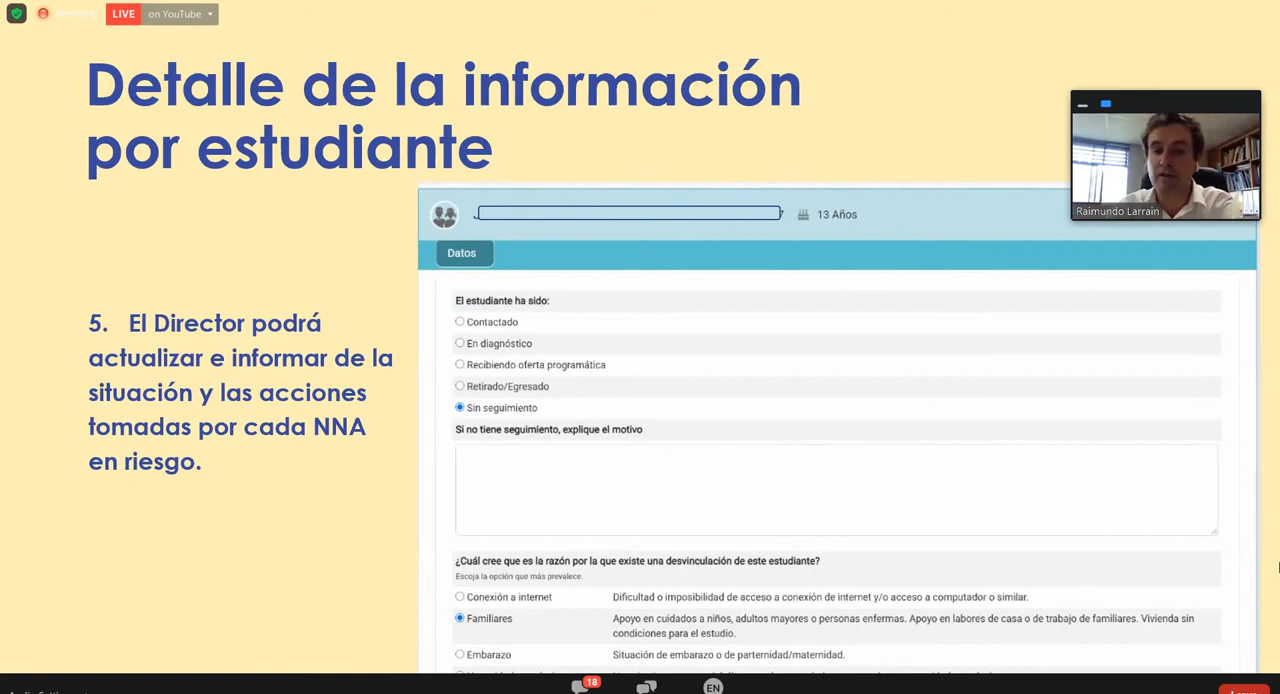 LIVE on YouTube
Detalle de la información
por estudiante
13 Años
Raimundo Larrain
Datos
5. El Director podrá
actualizar e informar de la
situación y las acciones
tomadas por cada NNA
en riesgo.
El estudiante ha sido:
Contactado
En diagnóstico
Recibiendo oferta programática
Retirado/Egresado
Sin seguimiento
Si no tiene seguimiento, explique el motivo
¿Cuál cree que es la razón por la que existe una desvinculación de este estudiante?
Escoja la opción que más prevalece.
Conexión a internet Dificultad o imposibilidad de acceso a conexión de internet y/o acceso a computador o similar.
Familiares Apoyo en cuidados a niños, adultos mayores o personas enfermas. Apoyo en labores de casa o de trabajo de familiares. Vivienda sin
condiciones para el estudio.
Embarazo Situación de embarazo o de parternidad/maternidad.
18
EN